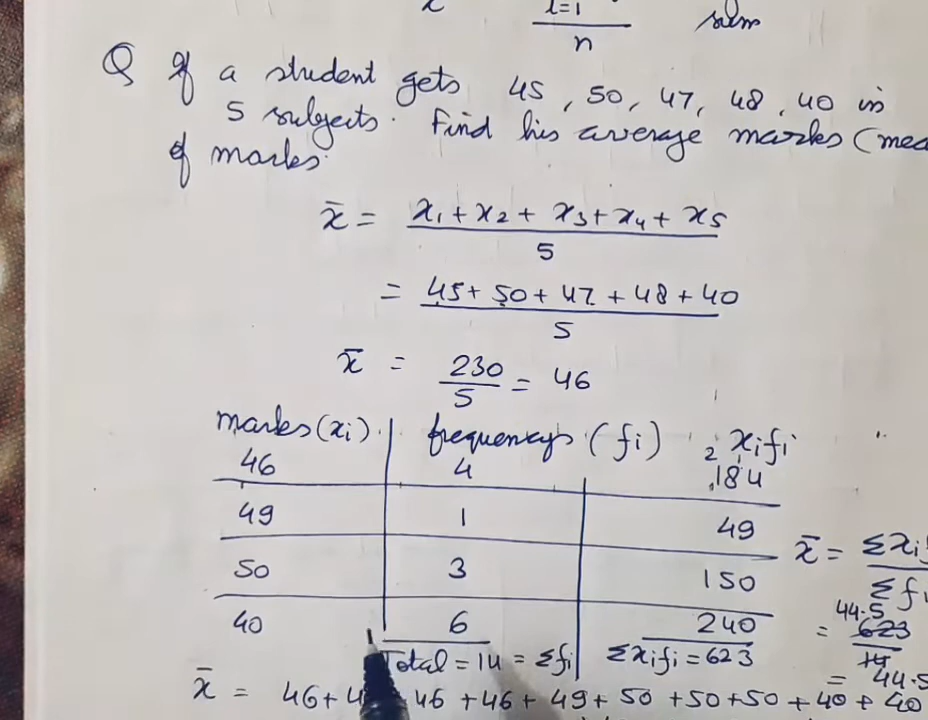 x̄ i=1
n
Q If a student gets 45, 50, 47, 48, 40 in
5 subjects. Find his average marks (mea
of marks.
x̄ = x₁ + x₂ + x₃ + x₄ + x₅
5
= 45 + 50 + 47 + 48 + 40
5
x̄ = 230/5 = 46
marks (xi) frequency (fi) xifi
46 4 184
49 1 49
50 3 150
40 6 240
Total = 14 = Σfi Σxifi = 623
x̄ = Σxi
Σfi
44.5
= 623
14
= 44.5
x̄ = 46 + 4 46 + 46 + 49 + 50 + 50 + 50 + 40 + 40